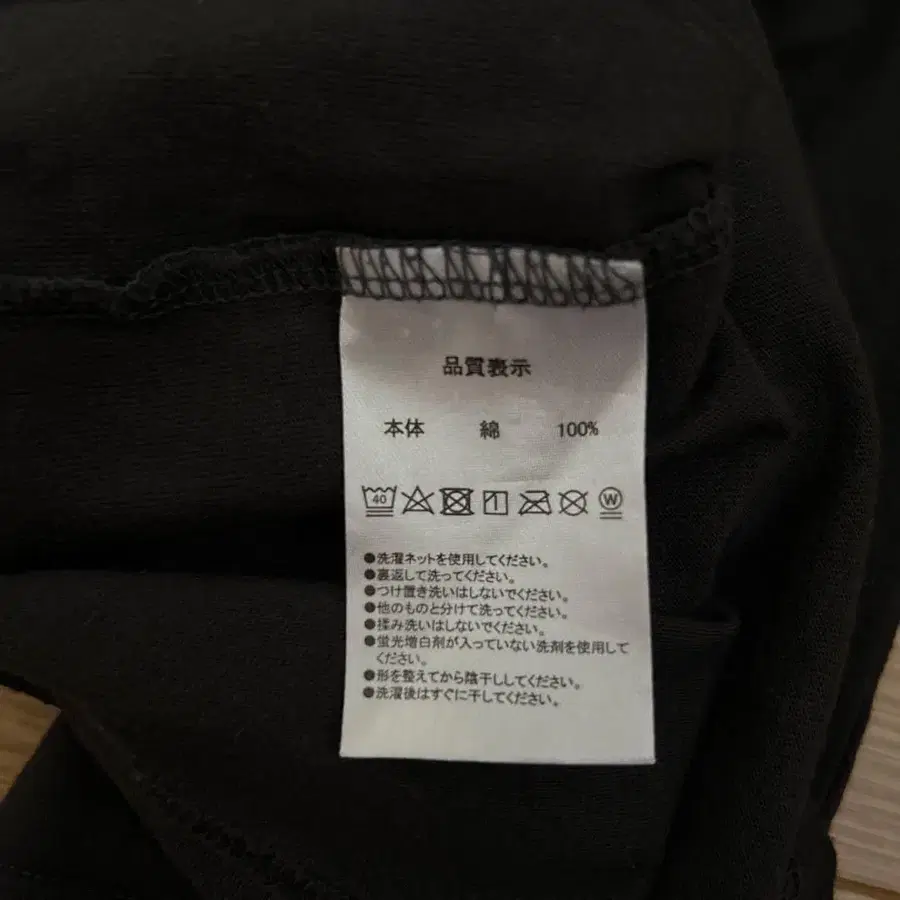 品質表示
本体 綿 100%
40 W
●洗濯ネットを使用してください。
●裏返して洗ってください。
●つけ置き洗いはしないでください。
●他のものと分けて洗ってください。
●揉み洗いはしないでください。
●蛍光増白剤が入っていない洗剤を使用して
ください。
●形を整えてから陰干ししてください。
●洗濯後はすぐに干してください。